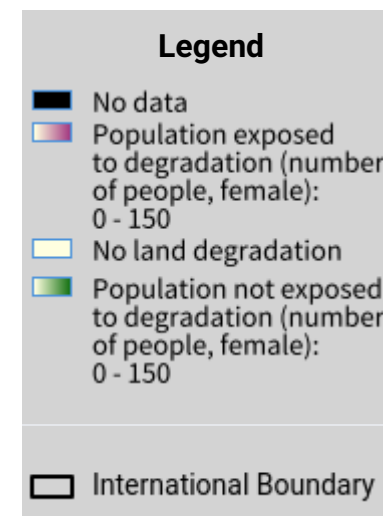 Legend
No data
Population exposed
to degradation (number
of people, female):
0 - 150
No land degradation
Population not exposed
to degradation (number
of people, female):
0 - 150
International Boundary